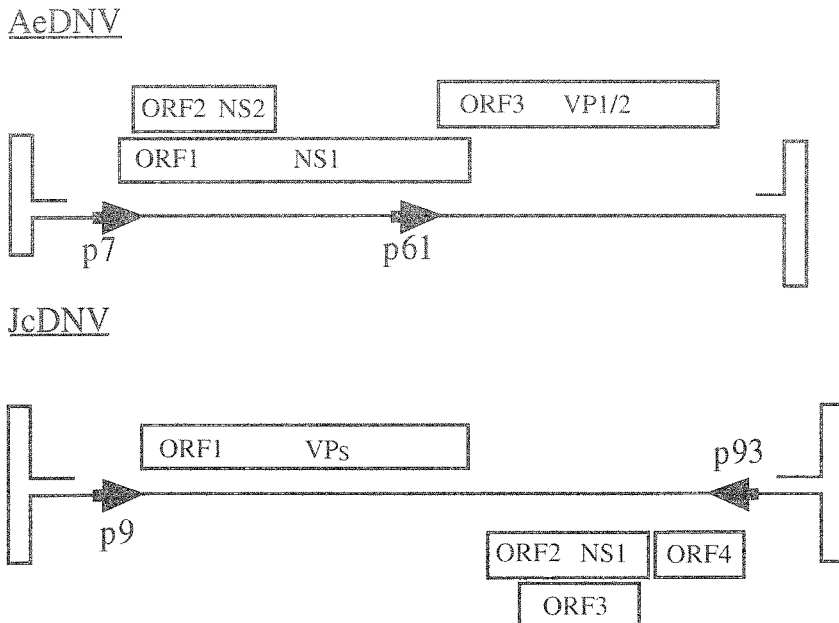 AeDNV
ORF2 NS2
ORF3 VP1/2
ORF1 NS1
p7
p61
JcDNV
ORF1 VPs
p93
p9
ORF2 NS1
ORF4
ORF3